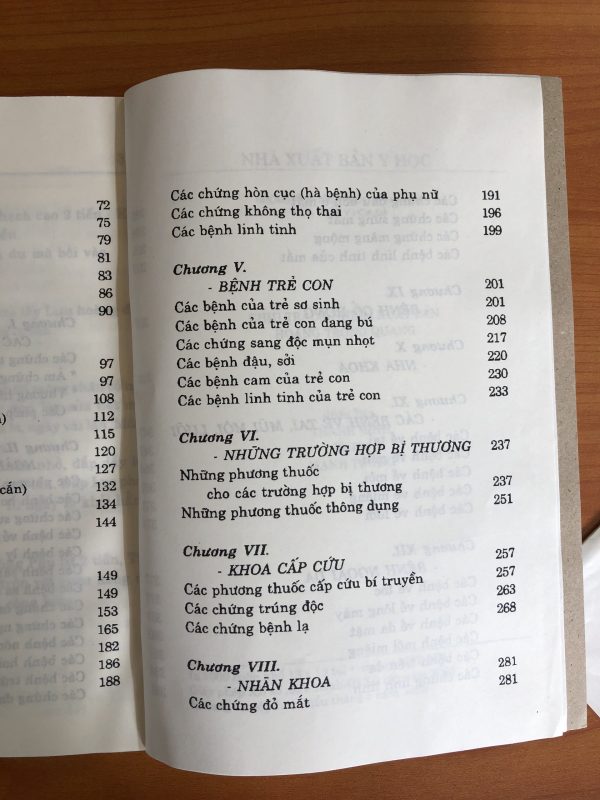 72
75
79
81
83
86
90
97
97
108
112
115
120
127
cấn) 132
134
144
149
149
153
165
182
186
188
Các chứng hòn cục (hà bệnh) của phụ nữ 191
Các chứng không thọ thai 196
Các bệnh linh tinh 199
Chương V.
- BỆNH TRẺ CON 201
Các bệnh của trẻ sơ sinh 201
Các bệnh của trẻ con đang bú 208
Các chứng sang độc mụn nhọt 217
Các bệnh đậu, sởi 220
Các bệnh cam của trẻ con 230
Các bệnh linh tinh của trẻ con 233
Chương VI.
- NHỮNG TRƯỜNG HỢP BỊ THƯƠNG 237
Những phương thuốc
cho các trường hợp bị thương 237
Những phương thuốc thông dụng 251
Chương VII.
- KHOA CẤP CỨU 257
Các phương thuốc cấp cứu bí truyền 257
Các chứng trúng độc 263
Các chứng bệnh lạ 268
Chương VIII.
- NHÃN KHOA 281
Các chứng đỏ mắt 281